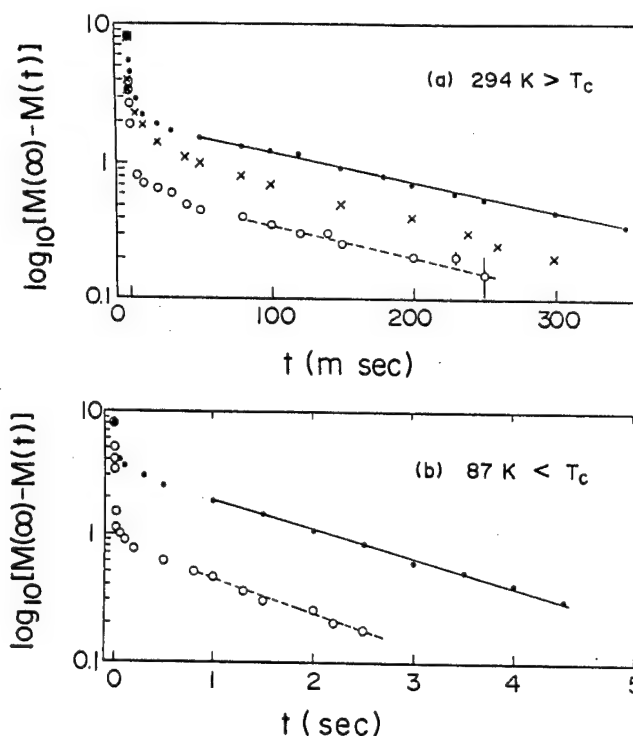 10
1
0.1
log10[M(∞)-M(t)]
(a) 294 K > Tc
0 100 200 300
t (m sec)
10
1
0.1
log10[M(∞)-M(t)]
(b) 87 K < Tc
0 1 2 3 4 5
t (sec)